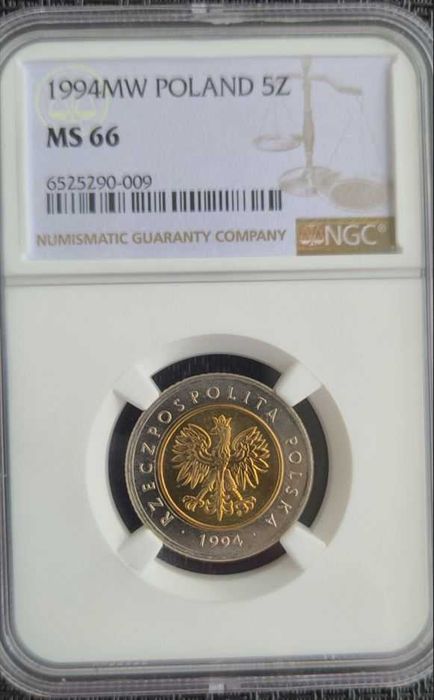 1994MW POLAND 5Z
MS 66
6525290-009
NUMISMATIC GUARANTY COMPANY
NGC®
RZECZPOSPOLITA POLSKA
· 1994 ·